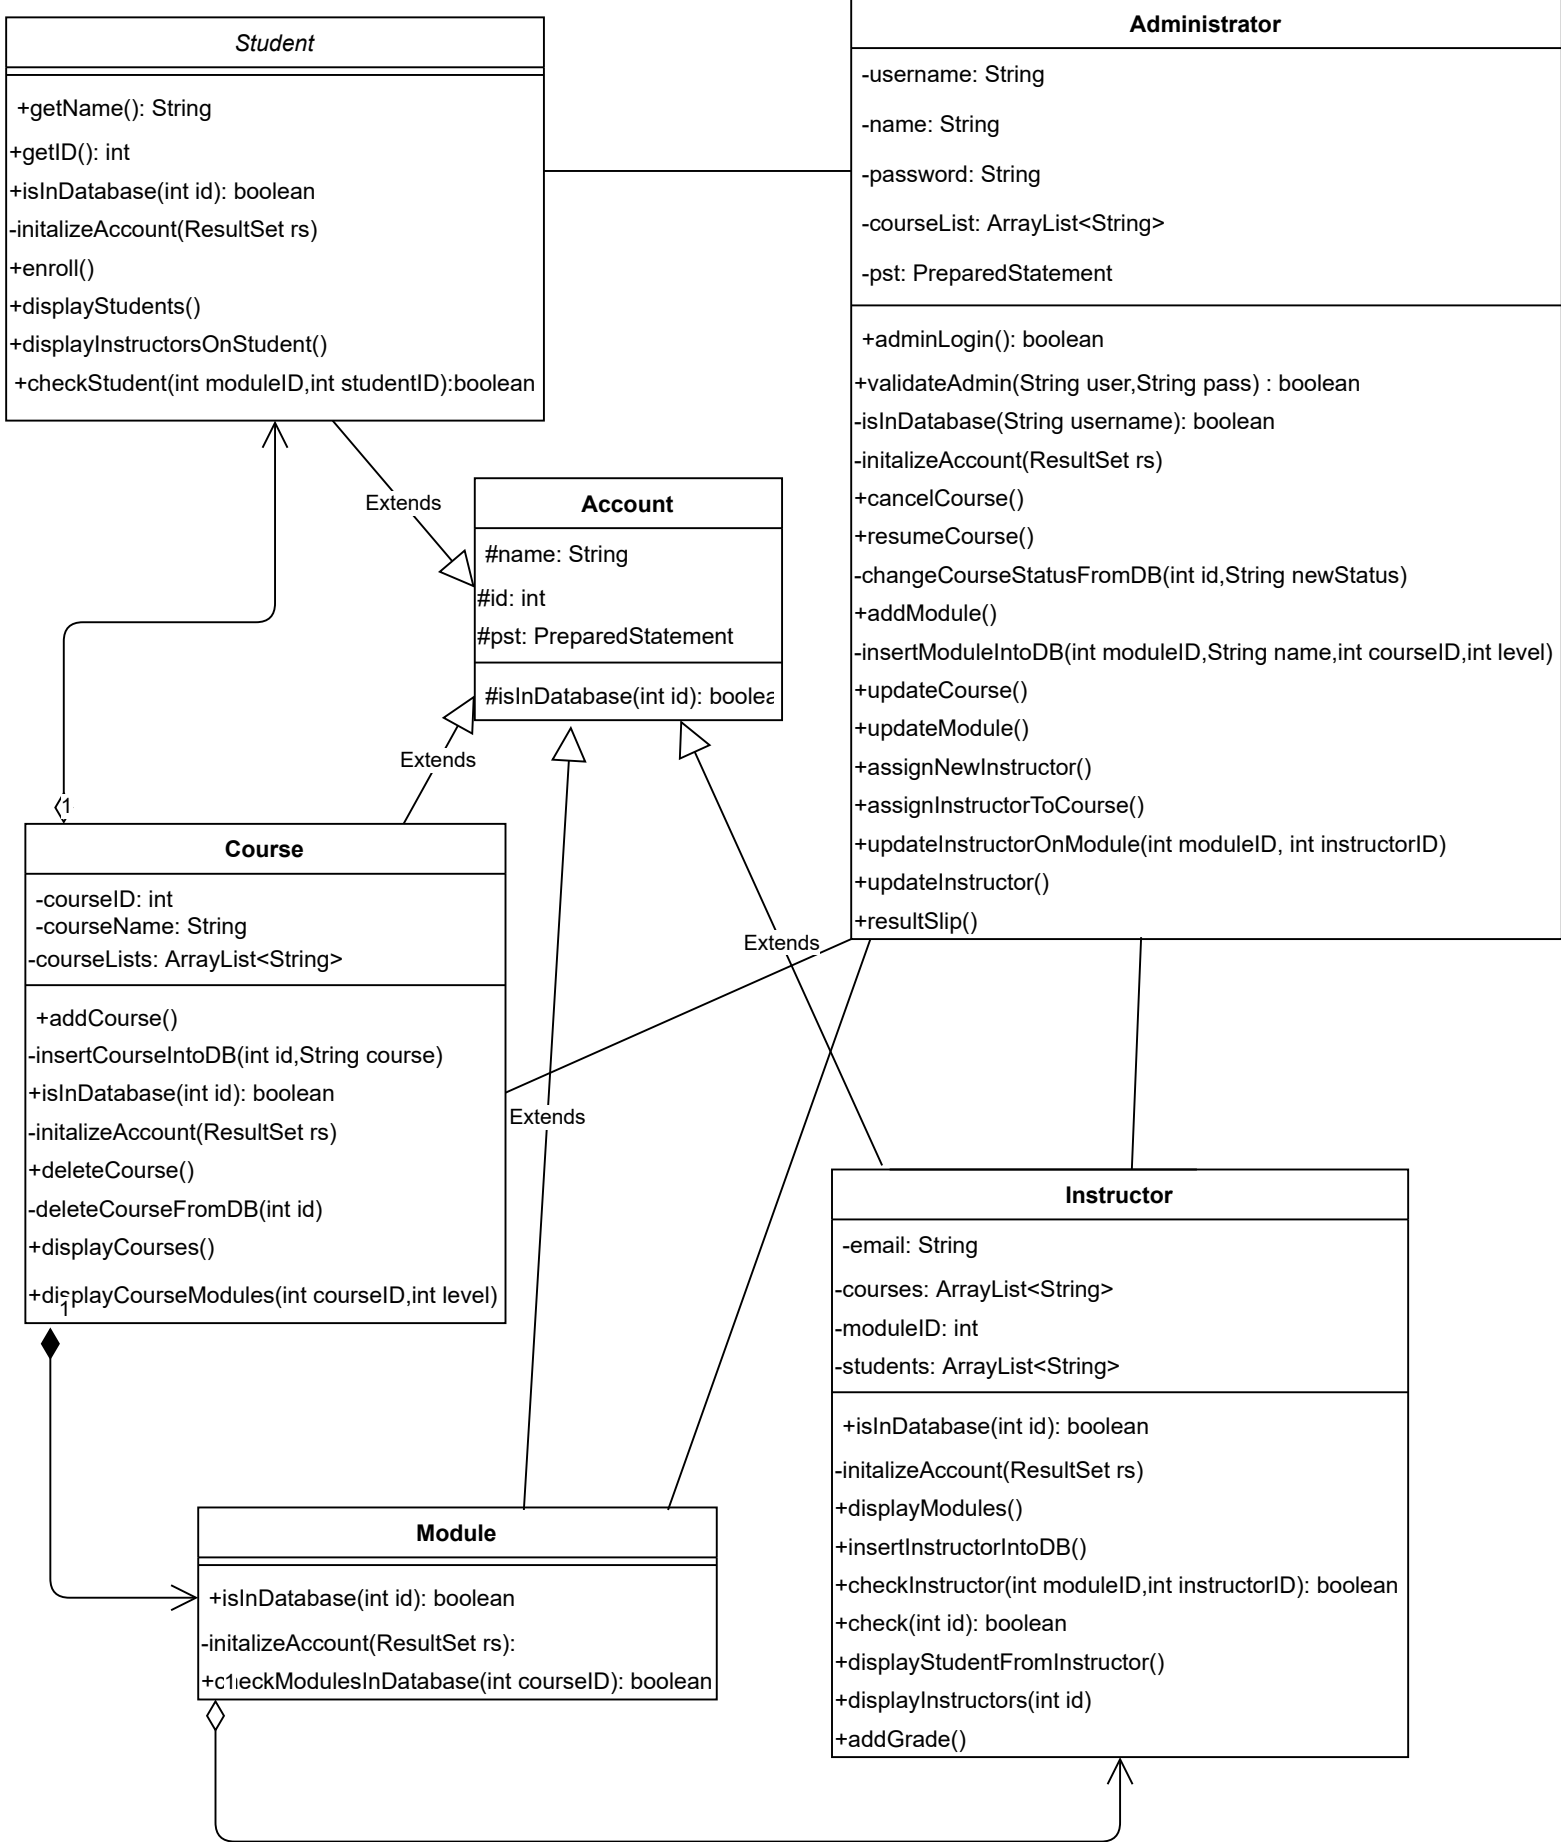 Student
+getName(): String
+getID(): int
+isInDatabase(int id): boolean
-initalizeAccount(ResultSet rs)
+enroll()
+displayStudents()
+displayInstructorsOnStudent()
+checkStudent(int moduleID,int studentID):boolean
Administrator
-username: String
-name: String
-password: String
-courseList: ArrayList<String>
-pst: PreparedStatement
+adminLogin(): boolean
+validateAdmin(String user,String pass) : boolean
-isInDatabase(String username): boolean
-initalizeAccount(ResultSet rs)
+cancelCourse()
+resumeCourse()
-changeCourseStatusFromDB(int id,String newStatus)
+addModule()
-insertModuleIntoDB(int moduleID,String name,int courseID,int level)
+updateCourse()
+updateModule()
+assignNewInstructor()
+assignInstructorToCourse()
+updateInstructorOnModule(int moduleID, int instructorID)
+updateInstructor()
+resultSlip()
Extends
Account
#name: String
#id: int
#pst: PreparedStatement
#isInDatabase(int id): boolea
Extends
1
Course
-courseID: int
-courseName: String
-courseLists: ArrayList<String>
+addCourse()
-insertCourseIntoDB(int id,String course)
+isInDatabase(int id): boolean
-initalizeAccount(ResultSet rs)
+deleteCourse()
-deleteCourseFromDB(int id)
+displayCourses()
+displayCourseModules(int courseID,int level)
1
Extends
Extends
Instructor
-email: String
-courses: ArrayList<String>
-moduleID: int
-students: ArrayList<String>
+isInDatabase(int id): boolean
-initalizeAccount(ResultSet rs)
+displayModules()
+insertInstructorIntoDB()
+checkInstructor(int moduleID,int instructorID): boolean
+check(int id): boolean
+displayStudentFromInstructor()
+displayInstructors(int id)
+addGrade()
Module
+isInDatabase(int id): boolean
-initalizeAccount(ResultSet rs):
+checkModulesInDatabase(int courseID): boolean
1